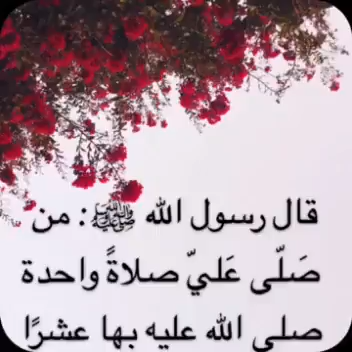 قال رسول الله ﷺ: من
صَلّى عَليّ صلاةً واحدة
صلى الله عليه بها عشرًا